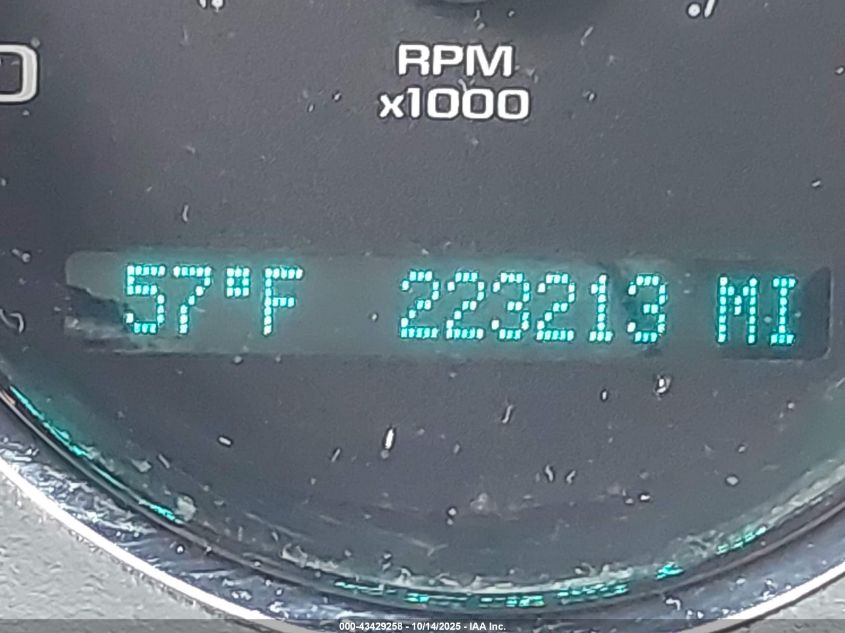 RPM
x1000
57°F 223213 MI
000-43429258 - 10/14/2025 - IAA Inc.